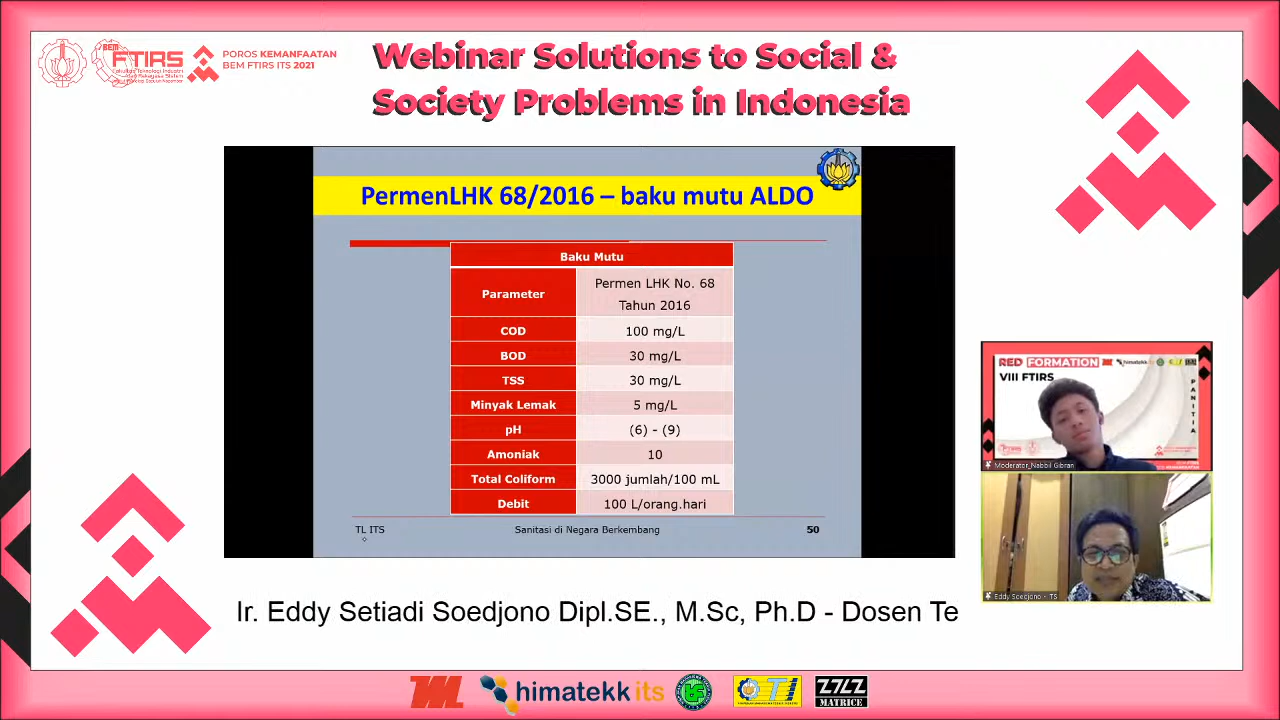 BEM
FTIRS
POROS KEMANFAATAN
BEM FTIRS ITS 2021
Webinar Solutions to Social &
Society Problems in Indonesia
PermenLHK 68/2016 – baku mutu ALDO
Baku Mutu
Parameter
Permen LHK No. 68
Tahun 2016
COD 100 mg/L
BOD 30 mg/L
TSS 30 mg/L
Minyak Lemak 5 mg/L
pH (6) - (9)
Amoniak 10
Total Coliform 3000 jumlah/100 mL
Debit 100 L/orang.hari
TL ITS Sanitasi di Negara Berkembang 50
RED FORMATION
himatekk
VIII FTIRS
PANITIA
Moderator_Nabbil Gibran
Eddy Soedjono - TS
Ir. Eddy Setiadi Soedjono Dipl.SE., M.Sc, Ph.D - Dosen Te
himatekk its
MATRICE